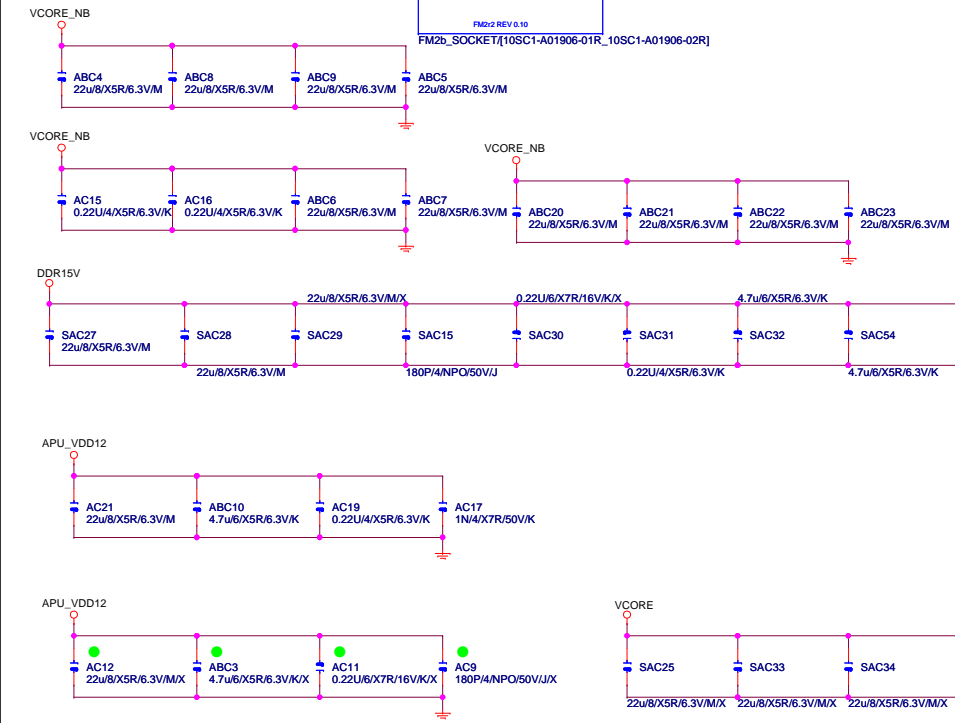 VCORE_NB
FM2r2 REV 0.10
FM2b_SOCKET/[10SC1-A01906-01R_10SC1-A01906-02R]
ABC4
22u/8/X5R/6.3V/M
ABC8
22u/8/X5R/6.3V/M
ABC9
22u/8/X5R/6.3V/M
ABC5
22u/8/X5R/6.3V/M
VCORE_NB
AC15
0.22U/4/X5R/6.3V/K
AC16
0.22U/4/X5R/6.3V/K
ABC6
22u/8/X5R/6.3V/M
ABC7
22u/8/X5R/6.3V/M
VCORE_NB
ABC20
22u/8/X5R/6.3V/M
ABC21
22u/8/X5R/6.3V/M
ABC22
22u/8/X5R/6.3V/M
ABC23
22u/8/X5R/6.3V/M
DDR15V
SAC27
22u/8/X5R/6.3V/M
SAC28
22u/8/X5R/6.3V/M
22u/8/X5R/6.3V/M/X
SAC29
SAC15
180P/4/NPO/50V/J
0.22U/6/X7R/16V/K/X
SAC30
SAC31
0.22U/4/X5R/6.3V/K
4.7u/6/X5R/6.3V/K
SAC32
SAC54
4.7u/6/X5R/6.3V/K
APU_VDD12
AC21
22u/8/X5R/6.3V/M
ABC10
4.7u/6/X5R/6.3V/K
AC19
0.22U/4/X5R/6.3V/K
AC17
1N/4/X7R/50V/K
APU_VDD12
AC12
22u/8/X5R/6.3V/M/X
ABC3
4.7u/6/X5R/6.3V/K/X
AC11
0.22U/6/X7R/16V/K/X
AC9
180P/4/NPO/50V/J/X
VCORE
SAC25
22u/8/X5R/6.3V/M/X
SAC33
22u/8/X5R/6.3V/M/X
SAC34
22u/8/X5R/6.3V/M/X